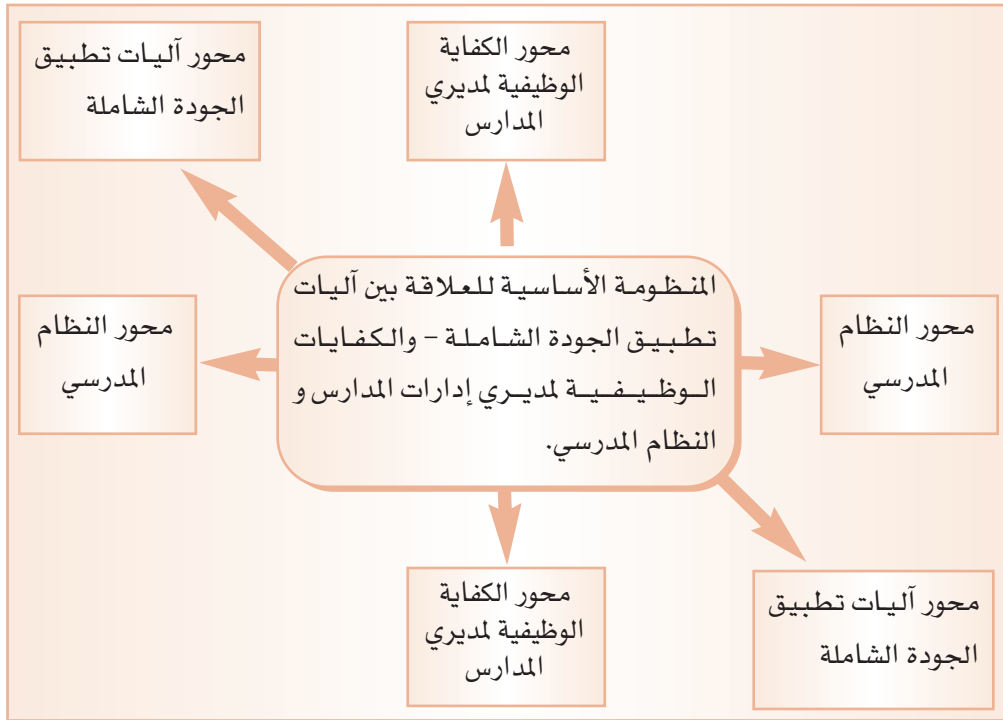 محور الكفاية
الوظيفية لمديري
المدارس
محور آليات تطبيق
الجودة الشاملة
المنظومة الأساسية للعلاقة بين آليات
تطبيق الجودة الشاملة – والكفايات
الوظيفية لمديري إدارات المدارس و
النظام المدرسي.
محور النظام
المدرسي
محور النظام
المدرسي
محور آليات تطبيق
الجودة الشاملة
محور الكفاية
الوظيفية لمديري
المدارس